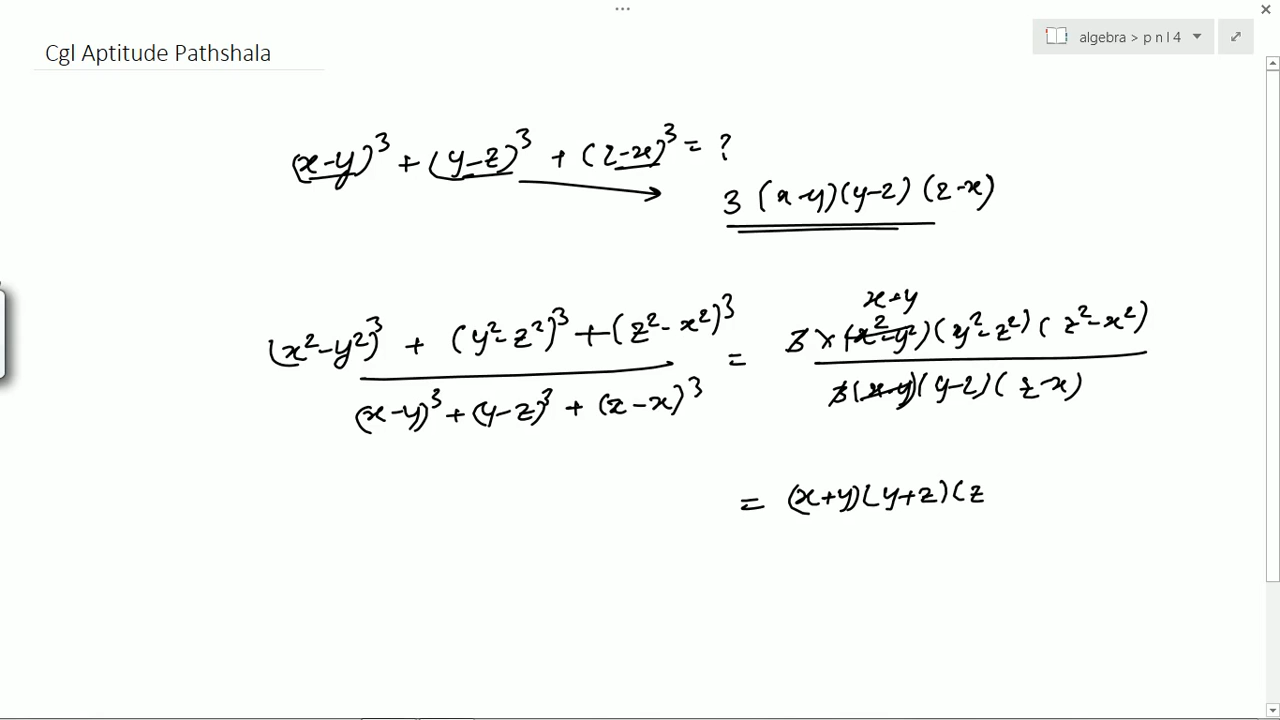 ...
algebra > p n l 4
Cgl Aptitude Pathshala
(x-y)³ + (y-z)³ + (z-x)³ = ?
3 (x-y)(y-z) (z-x)
x+y
(x²-y²)³ + (y²-z²)³ + (z²-x²)³ = 3 x (x²-y²)(y²-z²)(z²-x²)
(x-y)³ + (y-z)³ + (z-x)³ 3(x-y)(y-z)(z-x)
= (x+y)(y+z)(z